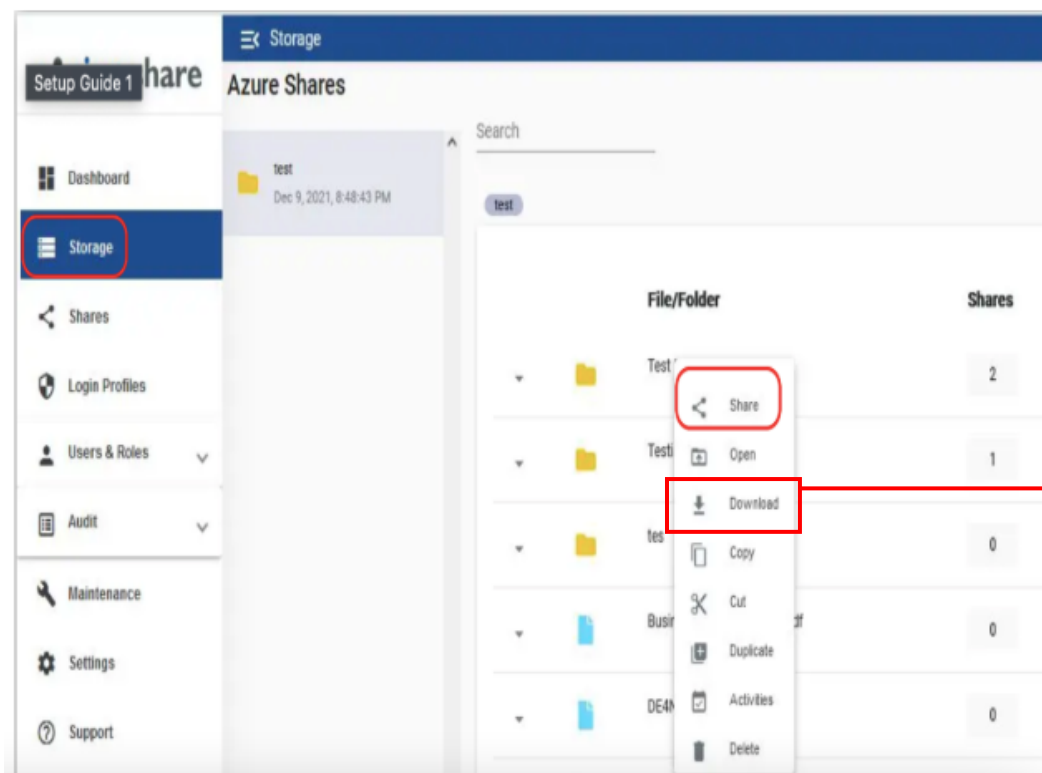 Storage
Setup Guide 1 hare
Azure Shares
Search
test
Dec 9, 2021, 8:48:43 PM
test
Dashboard
Storage
Shares
Login Profiles
Users & Roles
Audit
Maintenance
Settings
Support
File/Folder Shares
Test 2
Testi 1
tes 0
Busin df 0
DE4N 0
Share
Open
Download
Copy
Cut
Duplicate
Activities
Delete